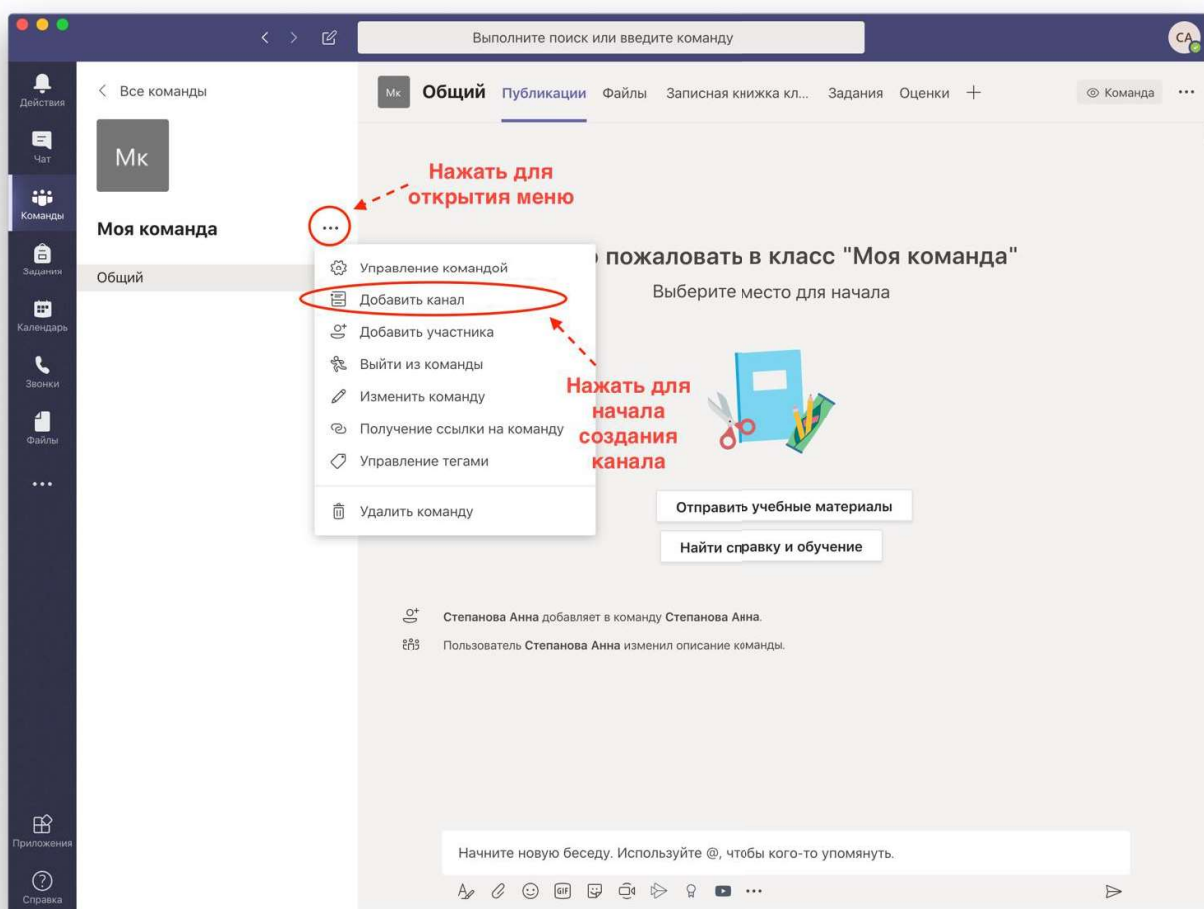 Выполните поиск или введите команду
СА
Действия
Чат
Команды
Задания
Календарь
Звонки
Файлы
Приложения
Справка
Все команды
Мк
Моя команда
Общий
Мк Общий Публикации Файлы Записная книжка кл... Задания Оценки
Команда
Нажать для
открытия меню
Управление командой
Добавить канал
Добавить участника
Выйти из команды
Изменить команду
Получение ссылки на команду
Управление тегами
Удалить команду
Нажать для
начала
создания
канала
пожаловать в класс "Моя команда"
Выберите место для начала
Отправить учебные материалы
Найти справку и обучение
Степанова Анна добавляет в команду Степанова Анна.
Пользователь Степанова Анна изменил описание команды.
Начните новую беседу. Используйте @, чтобы кого-то упомянуть.
GIF